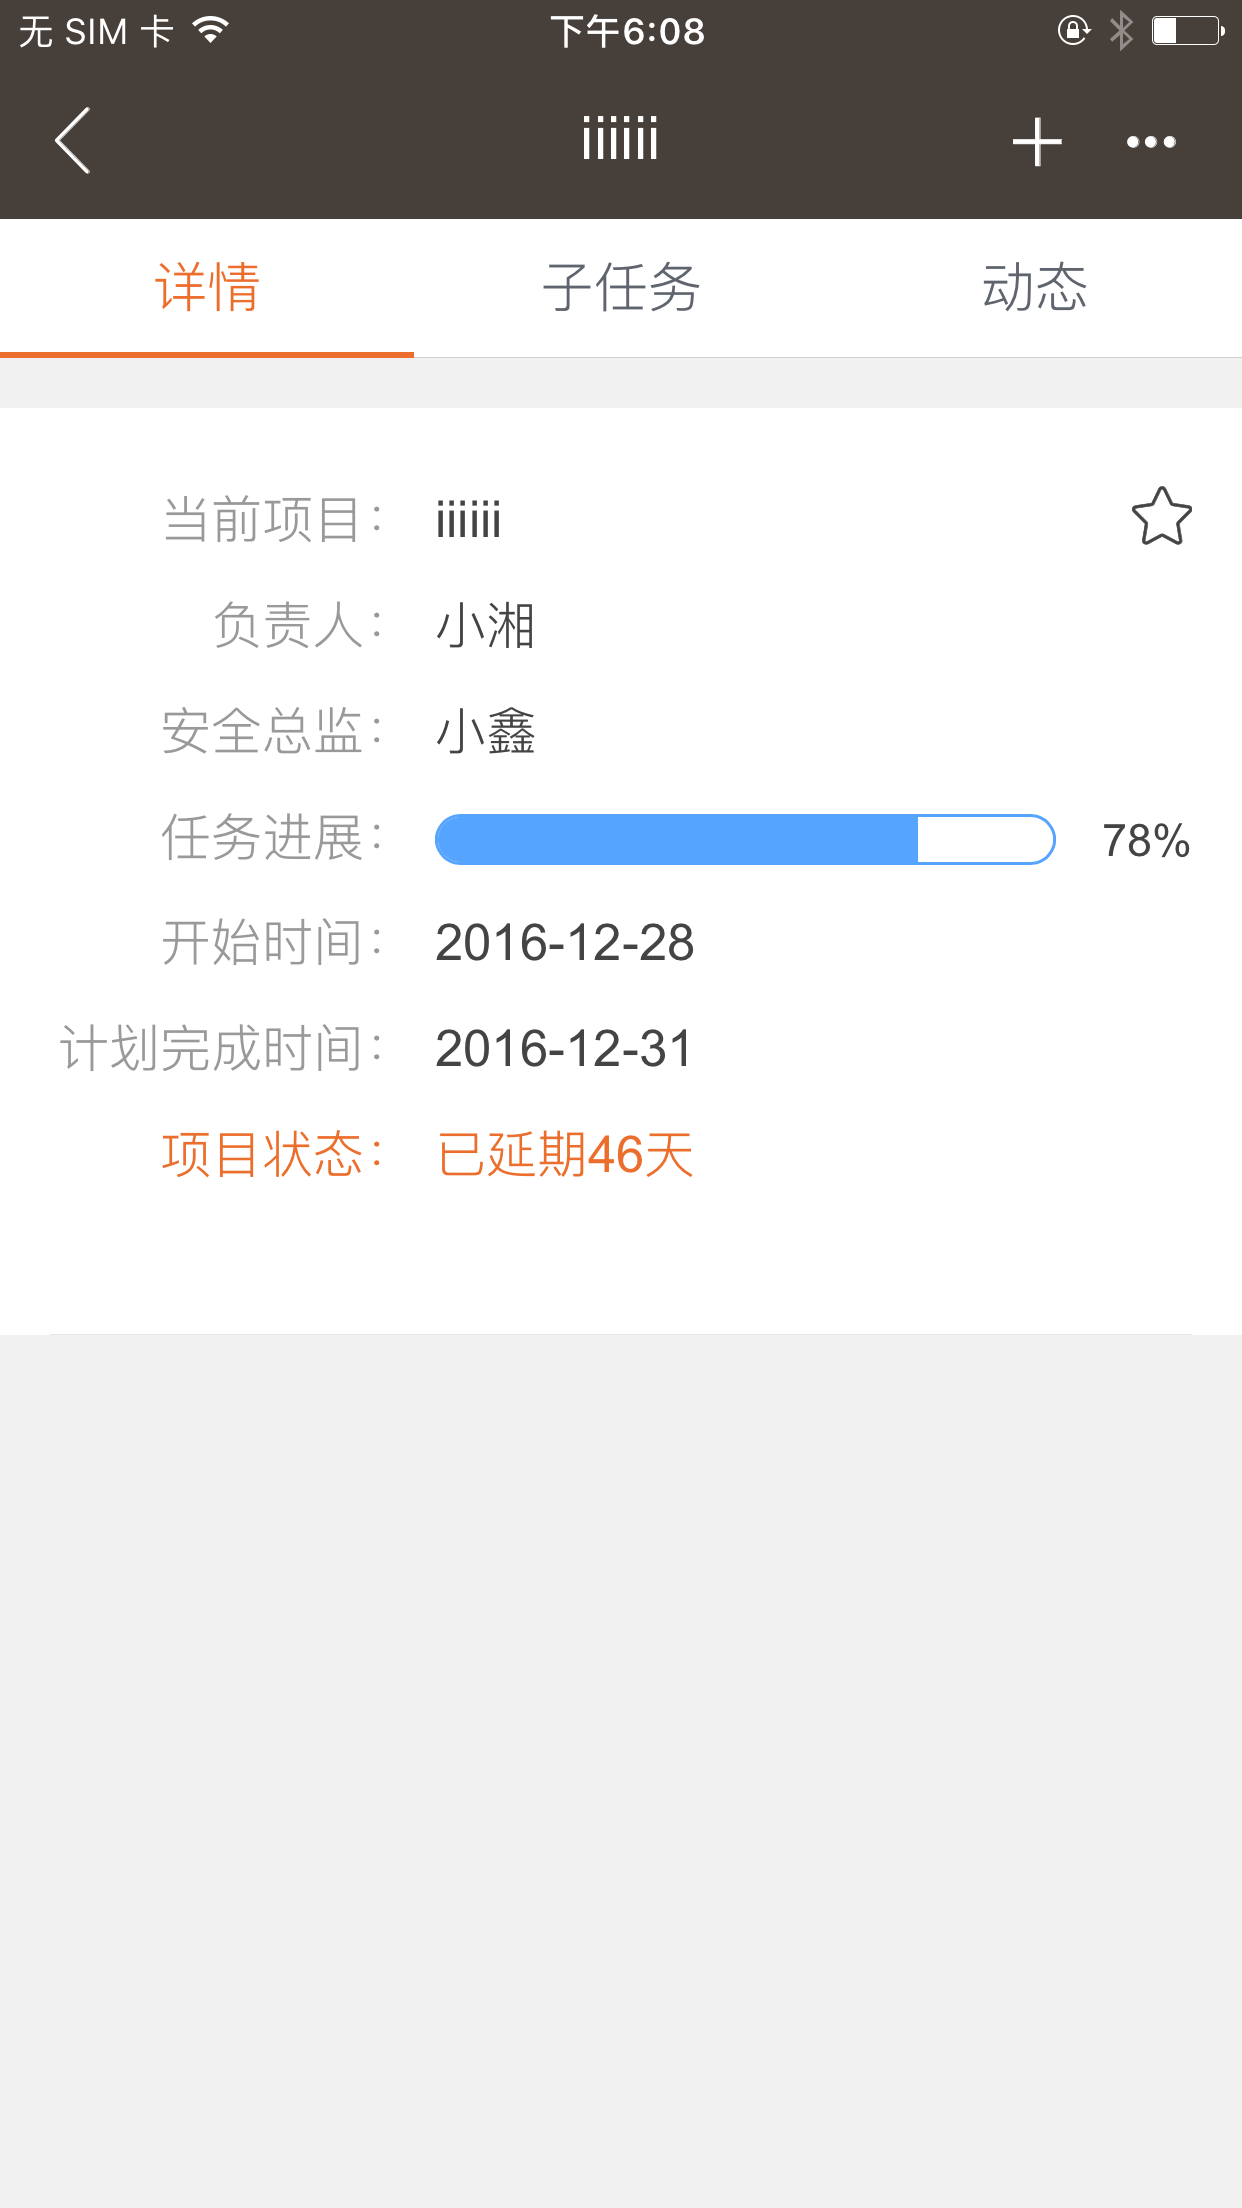 无 SIM 卡 下午6:08
iiiiii
详情 子任务 动态
当前项目： iiiiii
负责人： 小湘
安全总监： 小鑫
任务进展： 78%
开始时间： 2016-12-28
计划完成时间： 2016-12-31
项目状态： 已延期46天